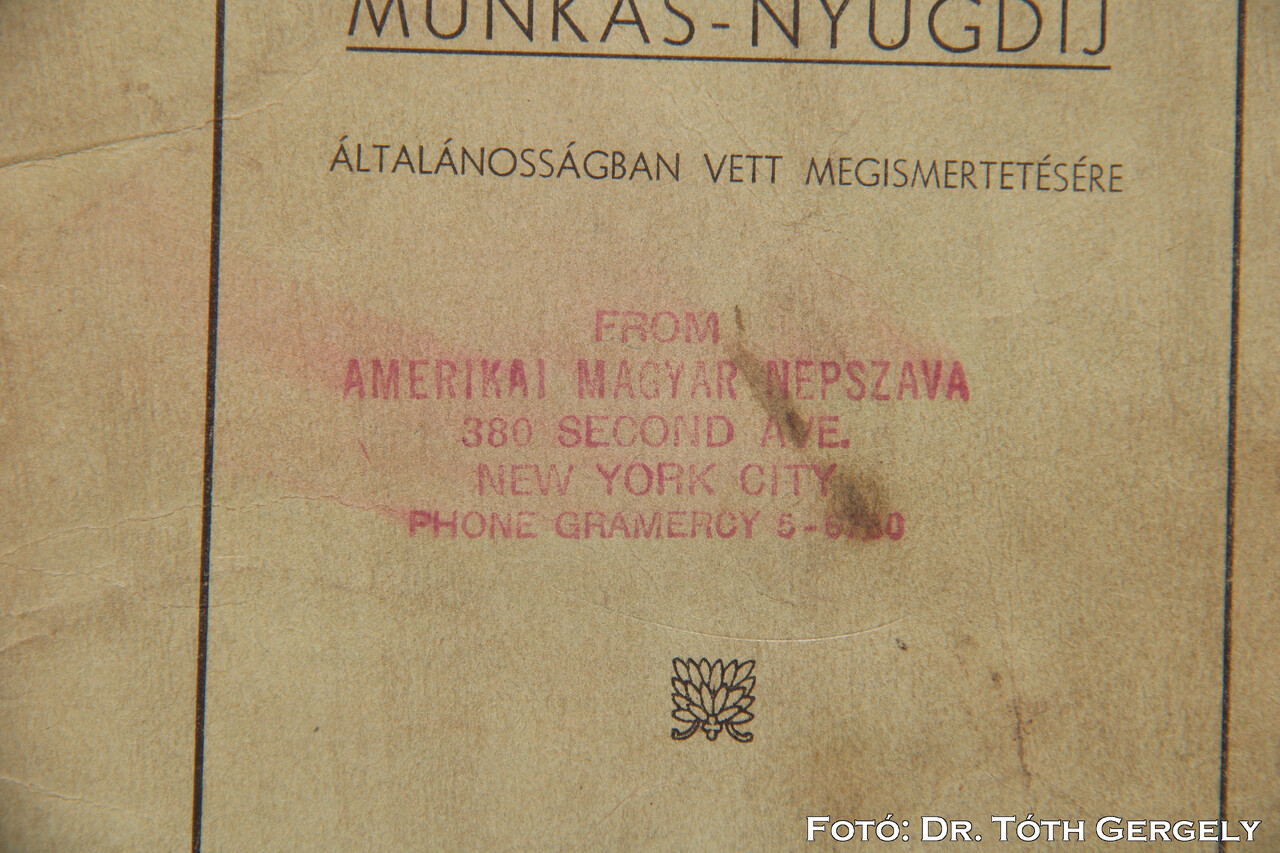 MUNKÁS-NYUGDIJ
ÁLTALÁNOSSÁGBAN VETT MEGISMERTETÉSÉRE
FROM
AMERIKAI MAGYAR NEPSZAVA
380 SECOND AVE.
NEW YORK CITY
PHONE GRAMERCY
FOTÓ: DR. TÓTH GERGELY